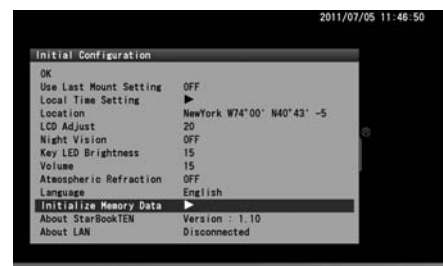 2011/07/05 11:46:50
Initial Configuration
OK
Use Last Mount Setting OFF
Local Time Setting ▶
Location NewYork W74°00' N40°43' -5
LCD Adjust 20
Night Vision OFF
Key LED Brightness 15
Volume 15
Atmospheric Refraction OFF
Language English
Initialize Memory Data ▶
About StarBookTEN Version : 1.10
About LAN Disconnected